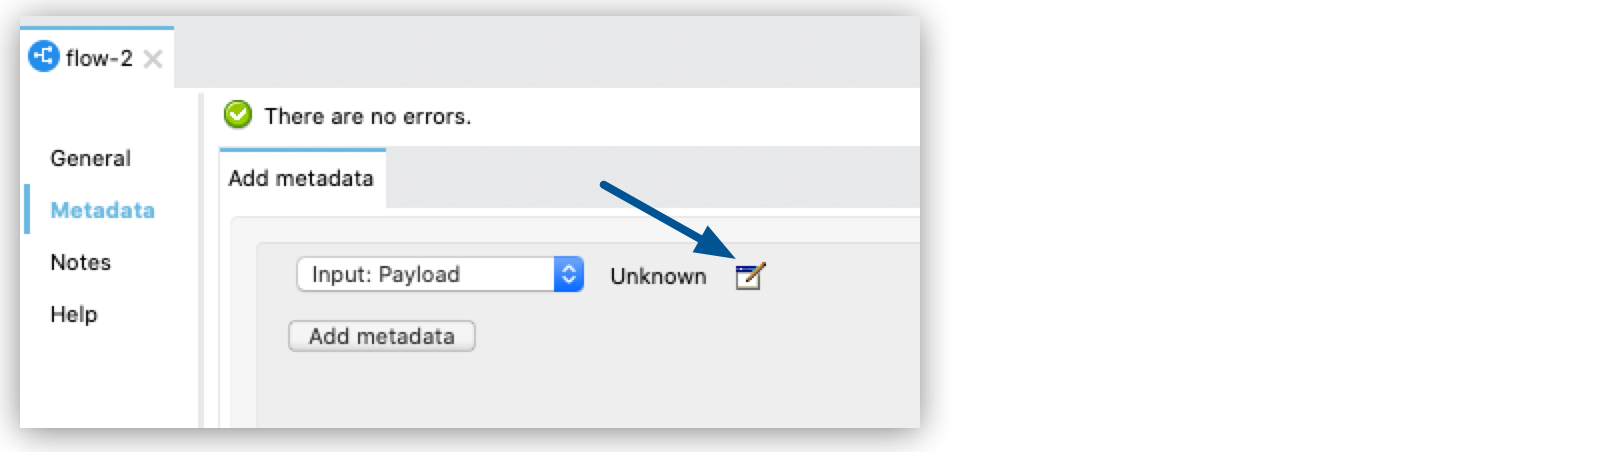 flow-2
There are no errors.
General
Metadata
Notes
Help
Add metadata
Input: Payload Unknown
Add metadata